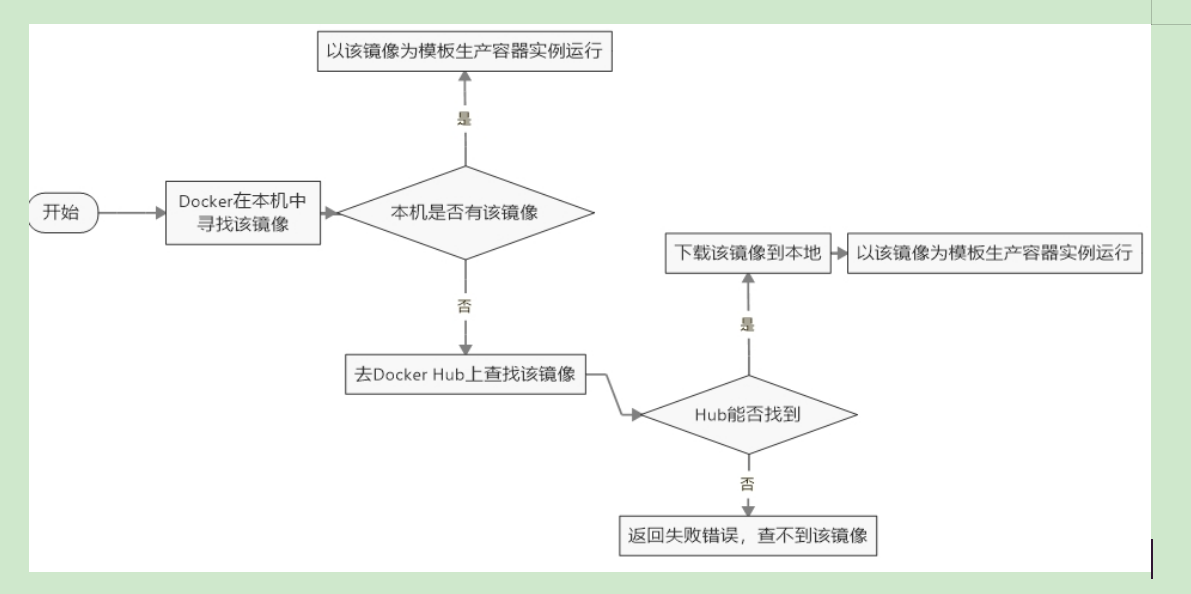 以该镜像为模板生产容器实例运行
是
开始
Docker在本机中
寻找该镜像
本机是否有该镜像
否
去Docker Hub上查找该镜像
下载该镜像到本地
以该镜像为模板生产容器实例运行
是
Hub能否找到
否
返回失败错误，查不到该镜像